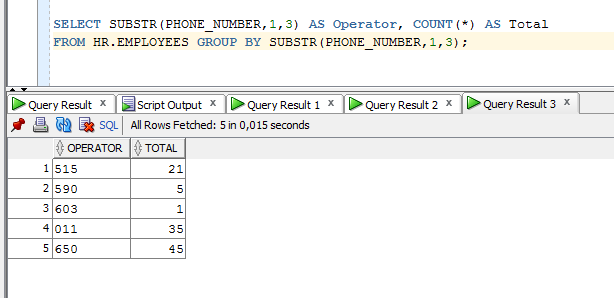 SELECT SUBSTR(PHONE_NUMBER,1,3) AS Operator, COUNT(*) AS Total
FROM HR.EMPLOYEES GROUP BY SUBSTR(PHONE_NUMBER,1,3);
Query Result x Script Output x Query Result 1 x Query Result 2 x Query Result 3 x
SQL All Rows Fetched: 5 in 0,015 seconds
OPERATOR TOTAL
1 515 21
2 590 5
3 603 1
4 011 35
5 650 45